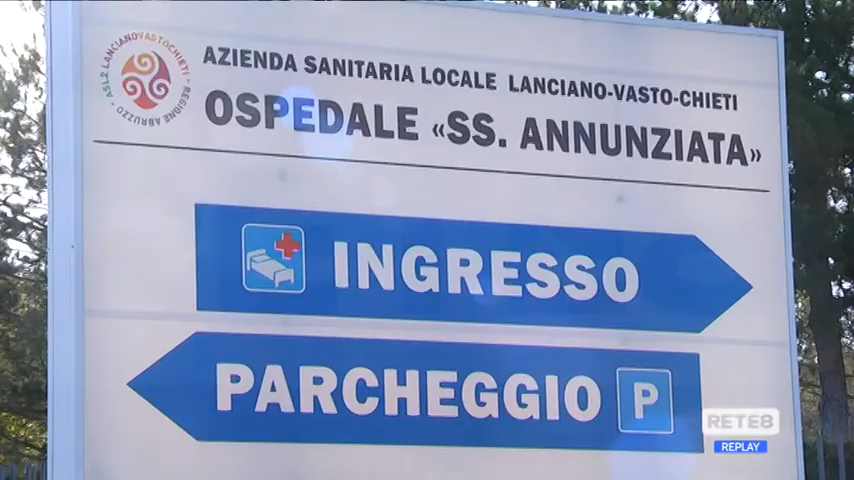 ASL2 LANCIANOVASTOCHIETI • REGIONE ABRUZZO •
AZIENDA SANITARIA LOCALE LANCIANO-VASTO-CHIETI
OSPEDALE «SS. ANNUNZIATA»
INGRESSO
PARCHEGGIO P
RETE8
REPLAY